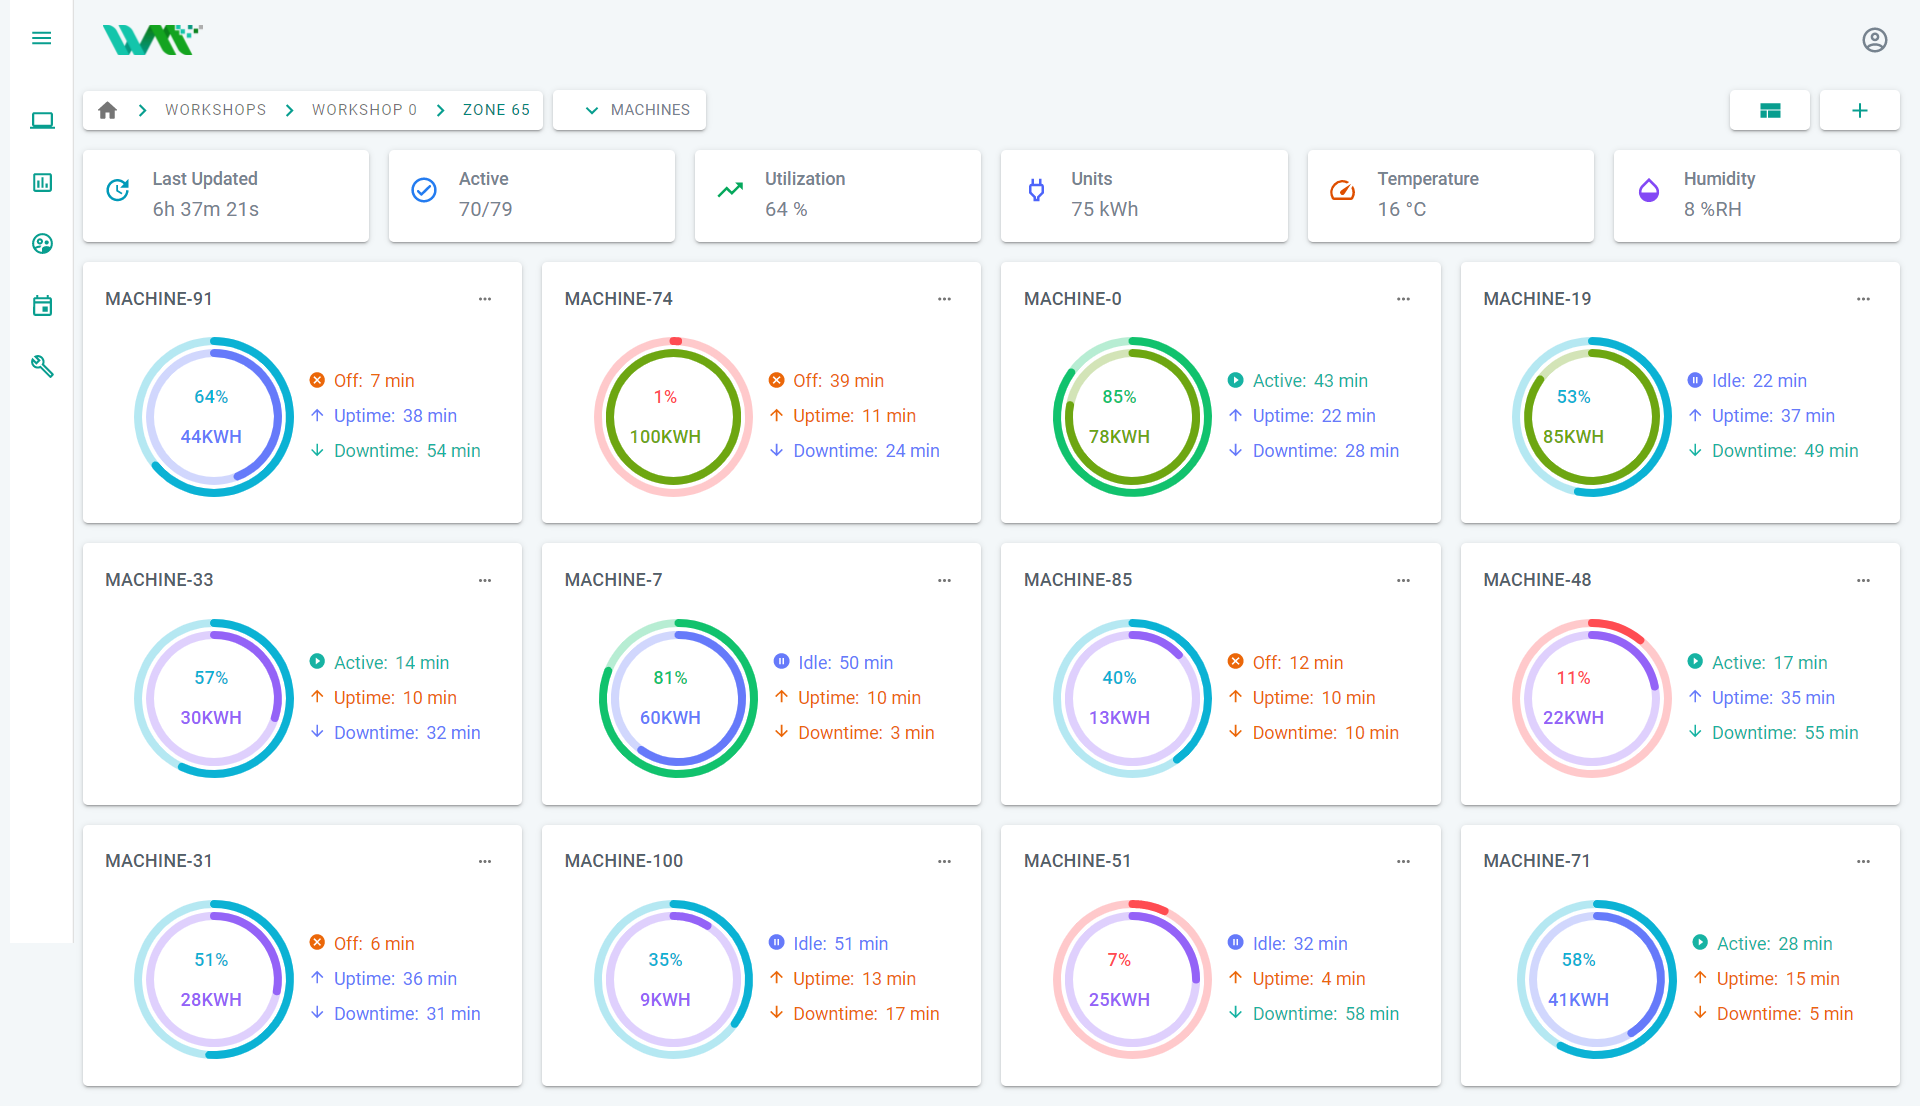 WORKSHOPS WORKSHOP 0 ZONE 65 MACHINES
Last Updated
6h 37m 21s
Active
70/79
Utilization
64 %
Units
75 kWh
Temperature
16 °C
Humidity
8 %RH
MACHINE-91
64%
44KWH
Off: 7 min
Uptime: 38 min
Downtime: 54 min
MACHINE-74
1%
100KWH
Off: 39 min
Uptime: 11 min
Downtime: 24 min
MACHINE-0
85%
78KWH
Active: 43 min
Uptime: 22 min
Downtime: 28 min
MACHINE-19
53%
85KWH
Idle: 22 min
Uptime: 37 min
Downtime: 49 min
MACHINE-33
57%
30KWH
Active: 14 min
Uptime: 10 min
Downtime: 32 min
MACHINE-7
81%
60KWH
Idle: 50 min
Uptime: 10 min
Downtime: 3 min
MACHINE-85
40%
13KWH
Off: 12 min
Uptime: 10 min
Downtime: 10 min
MACHINE-48
11%
22KWH
Active: 17 min
Uptime: 35 min
Downtime: 55 min
MACHINE-31
51%
28KWH
Off: 6 min
Uptime: 36 min
Downtime: 31 min
MACHINE-100
35%
9KWH
Idle: 51 min
Uptime: 13 min
Downtime: 17 min
MACHINE-51
7%
25KWH
Idle: 32 min
Uptime: 4 min
Downtime: 58 min
MACHINE-71
58%
41KWH
Active: 28 min
Uptime: 15 min
Downtime: 5 min